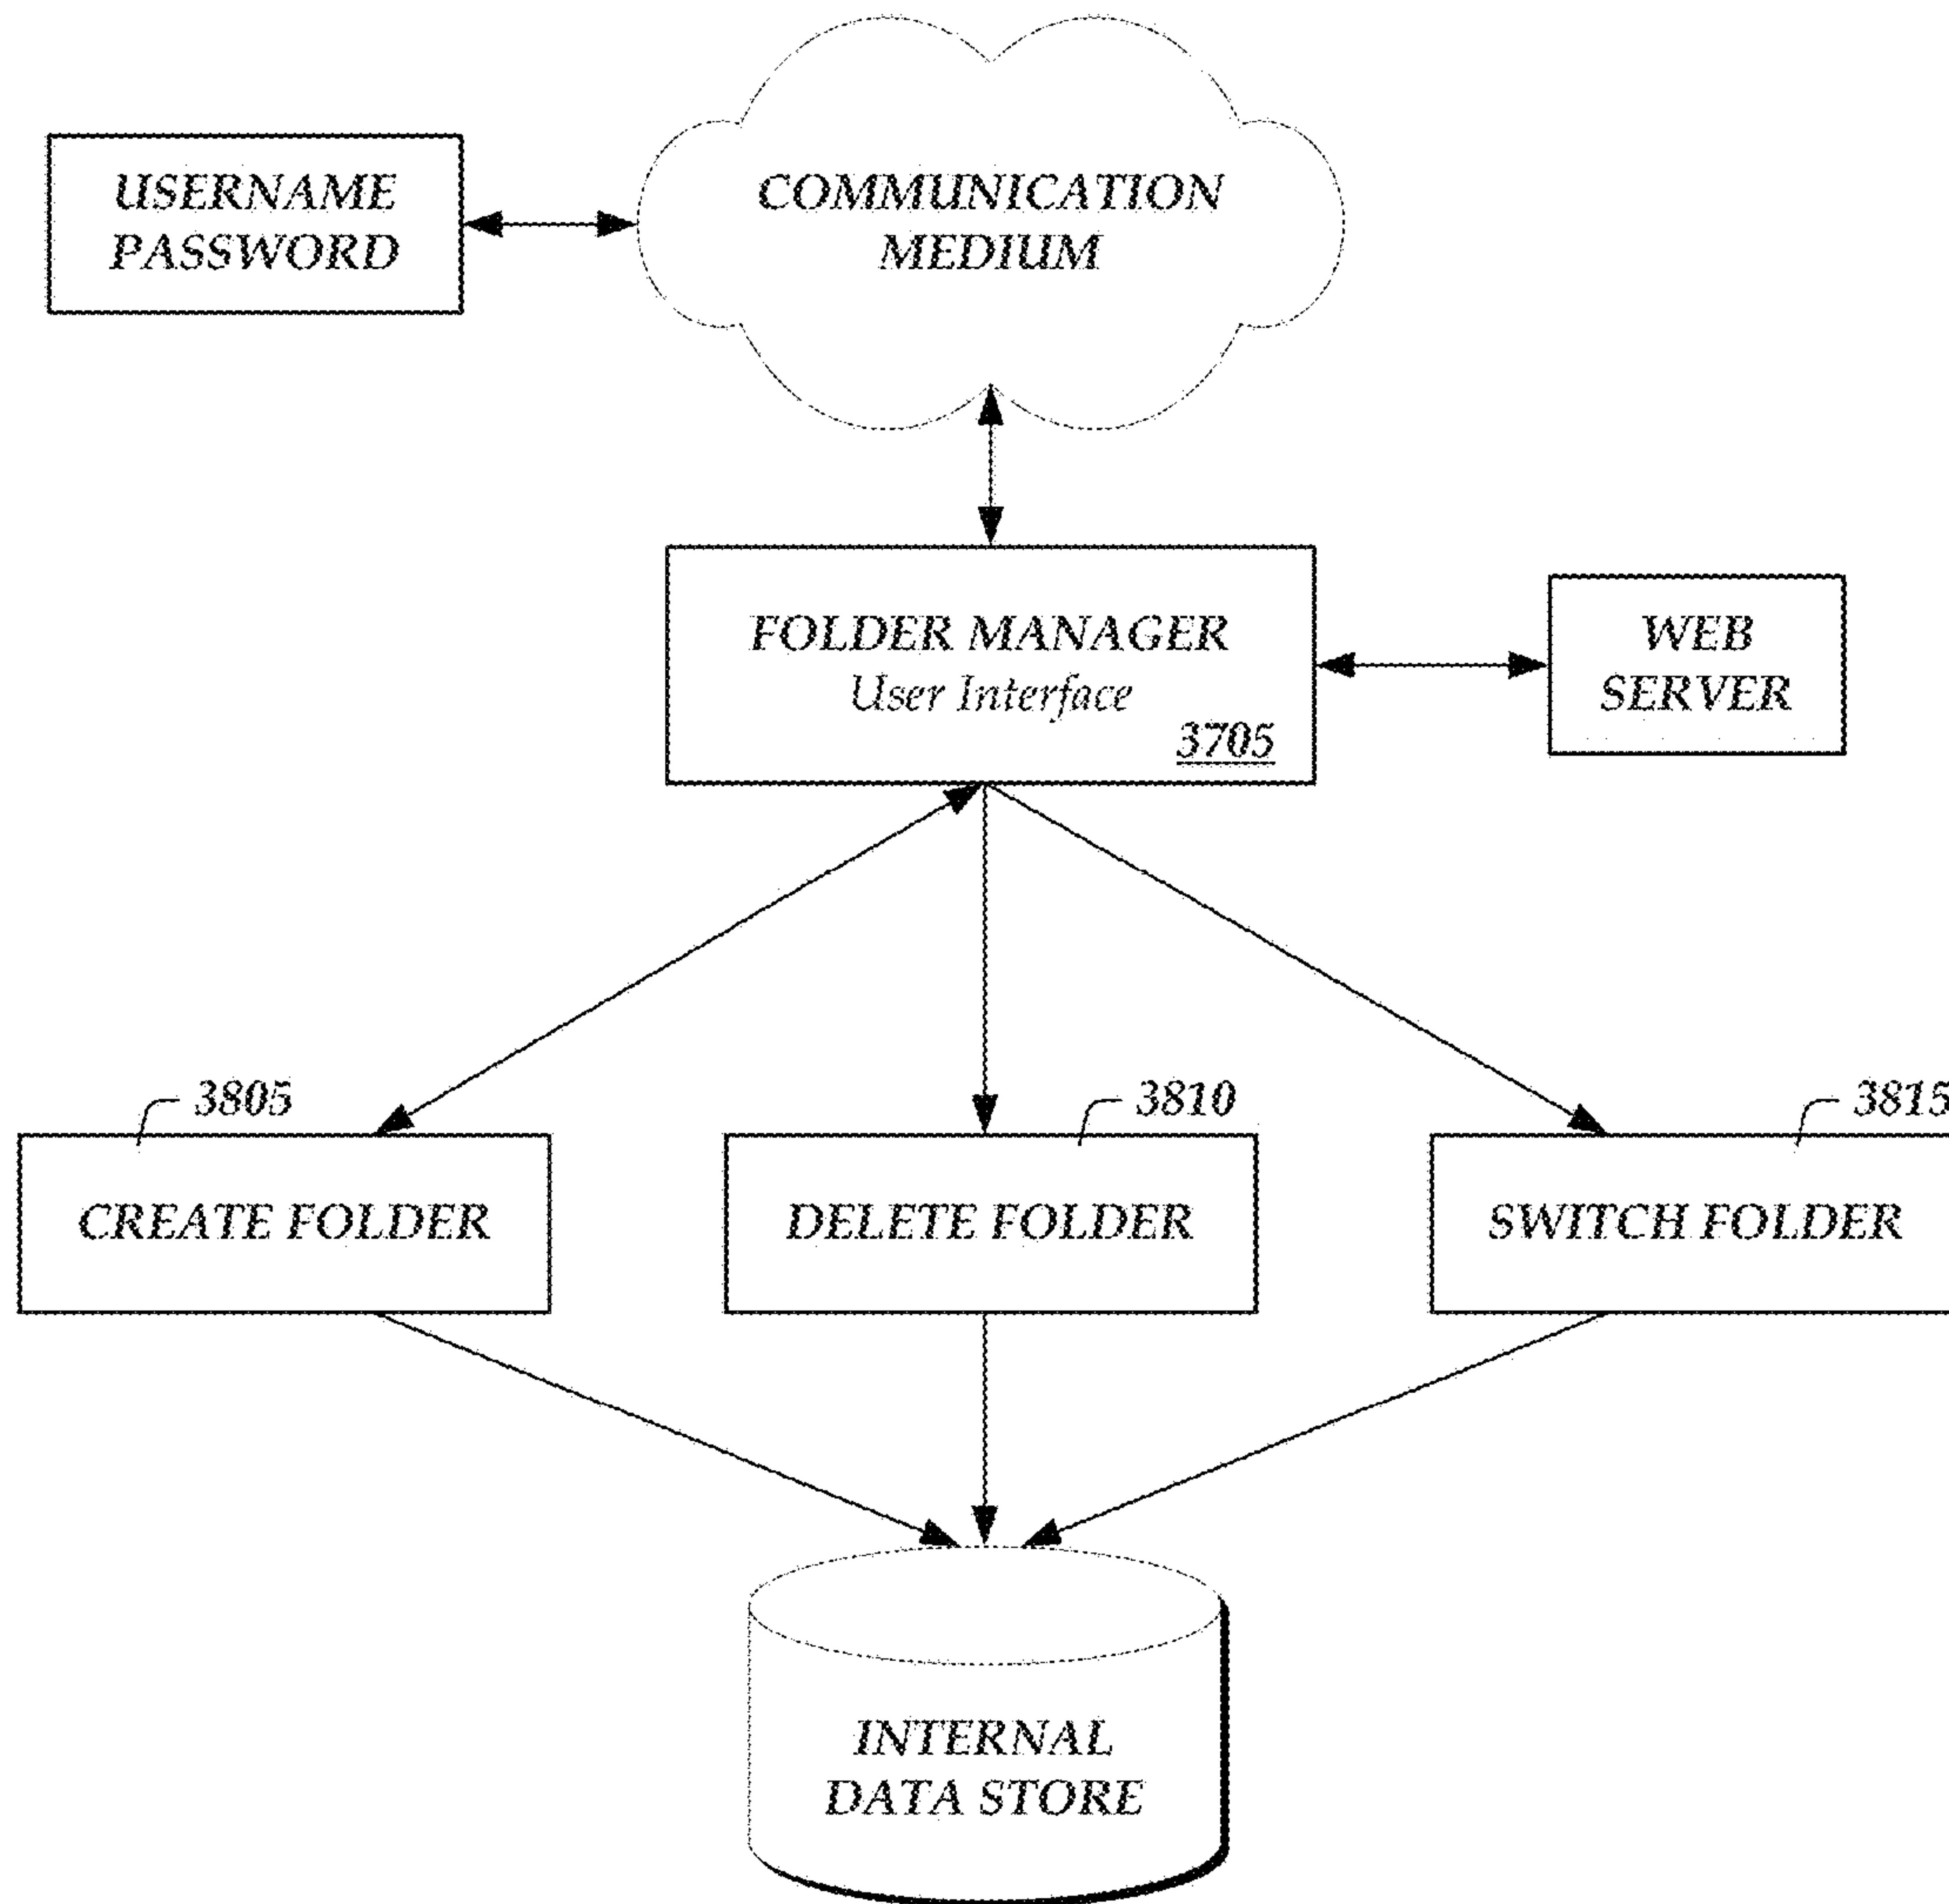 USERNAME
PASSWORD
COMMUNICATION
MEDIUM
FOLDER MANAGER
User Interface
3705
WEB
SERVER
3805
CREATE FOLDER
3810
DELETE FOLDER
3815
SWITCH FOLDER
INTERNAL
DATA STORE